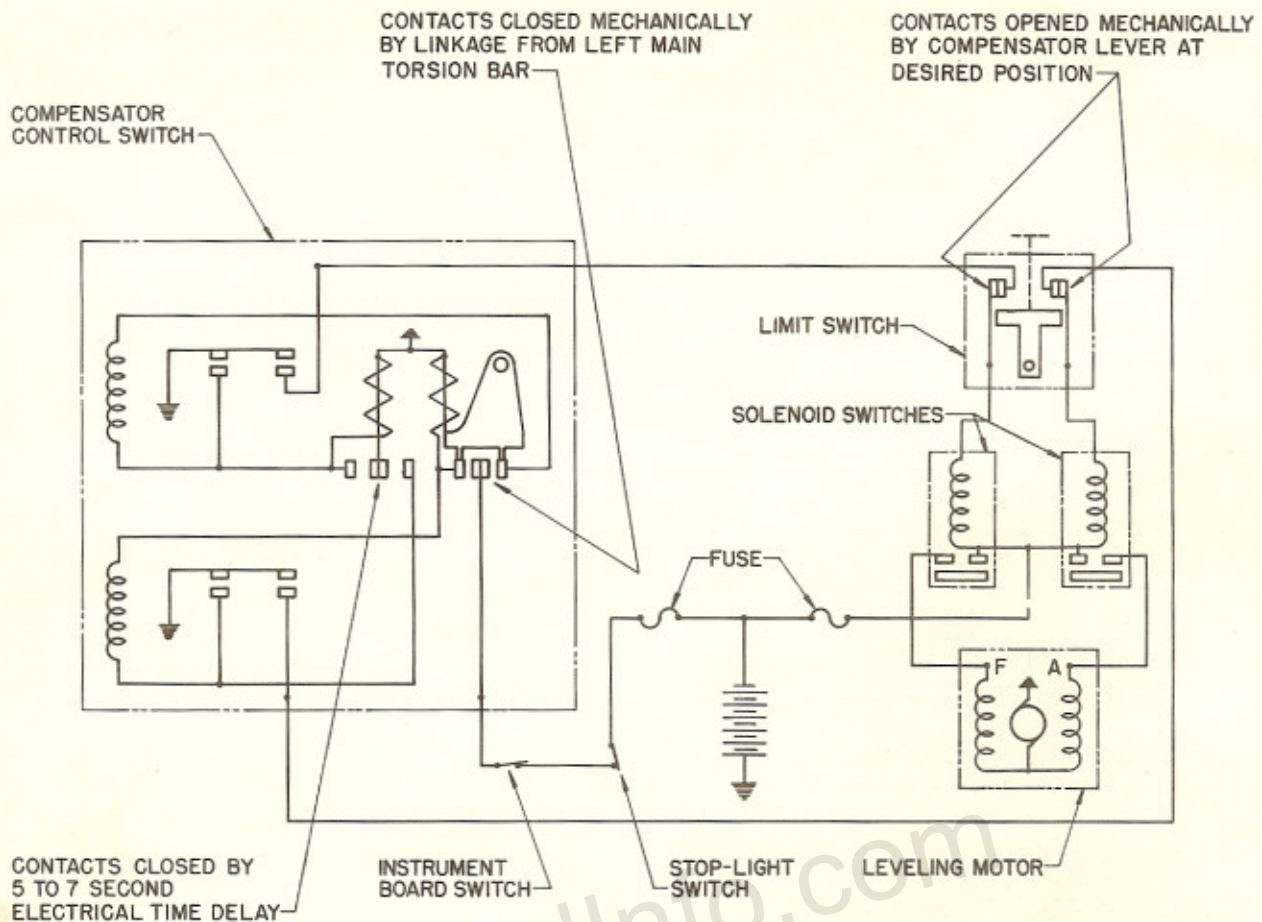 CONTACTS CLOSED MECHANICALLY
BY LINKAGE FROM LEFT MAIN
TORSION BAR
CONTACTS OPENED MECHANICALLY
BY COMPENSATOR LEVER AT
DESIRED POSITION
COMPENSATOR
CONTROL SWITCH
LIMIT SWITCH
SOLENOID SWITCHES
FUSE
F A
CONTACTS CLOSED BY
5 TO 7 SECOND
ELECTRICAL TIME DELAY
INSTRUMENT
BOARD SWITCH
STOP-LIGHT
SWITCH
LEVELING MOTOR